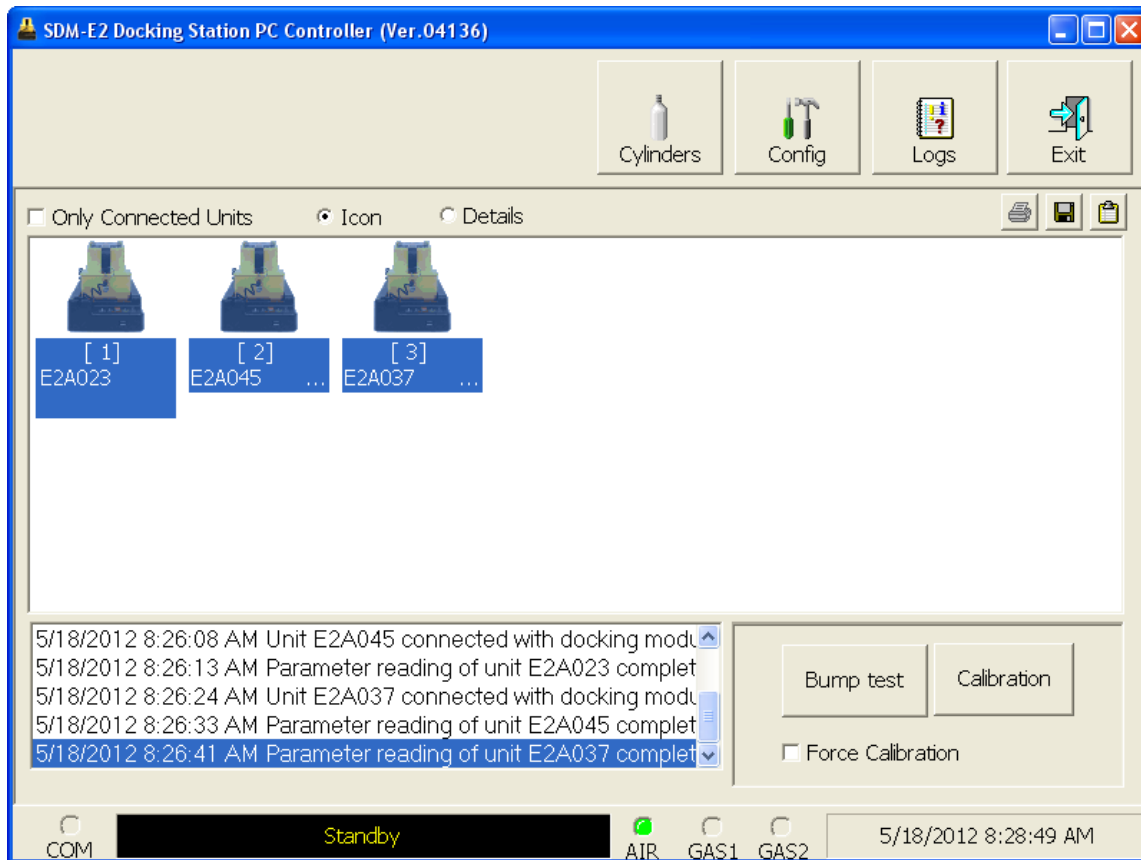 SDM-E2 Docking Station PC Controller (Ver.04136)
Cylinders Config Logs Exit
Only Connected Units Icon Details
[ 1] [ 2] [ 3]
E2A023 E2A045 ... E2A037 ...
5/18/2012 8:26:08 AM Unit E2A045 connected with docking modu
5/18/2012 8:26:13 AM Parameter reading of unit E2A023 complet
5/18/2012 8:26:24 AM Unit E2A037 connected with docking modu
5/18/2012 8:26:33 AM Parameter reading of unit E2A045 complet
5/18/2012 8:26:41 AM Parameter reading of unit E2A037 complet
Bump test Calibration
Force Calibration
COM Standby AIR GAS1 GAS2 5/18/2012 8:28:49 AM